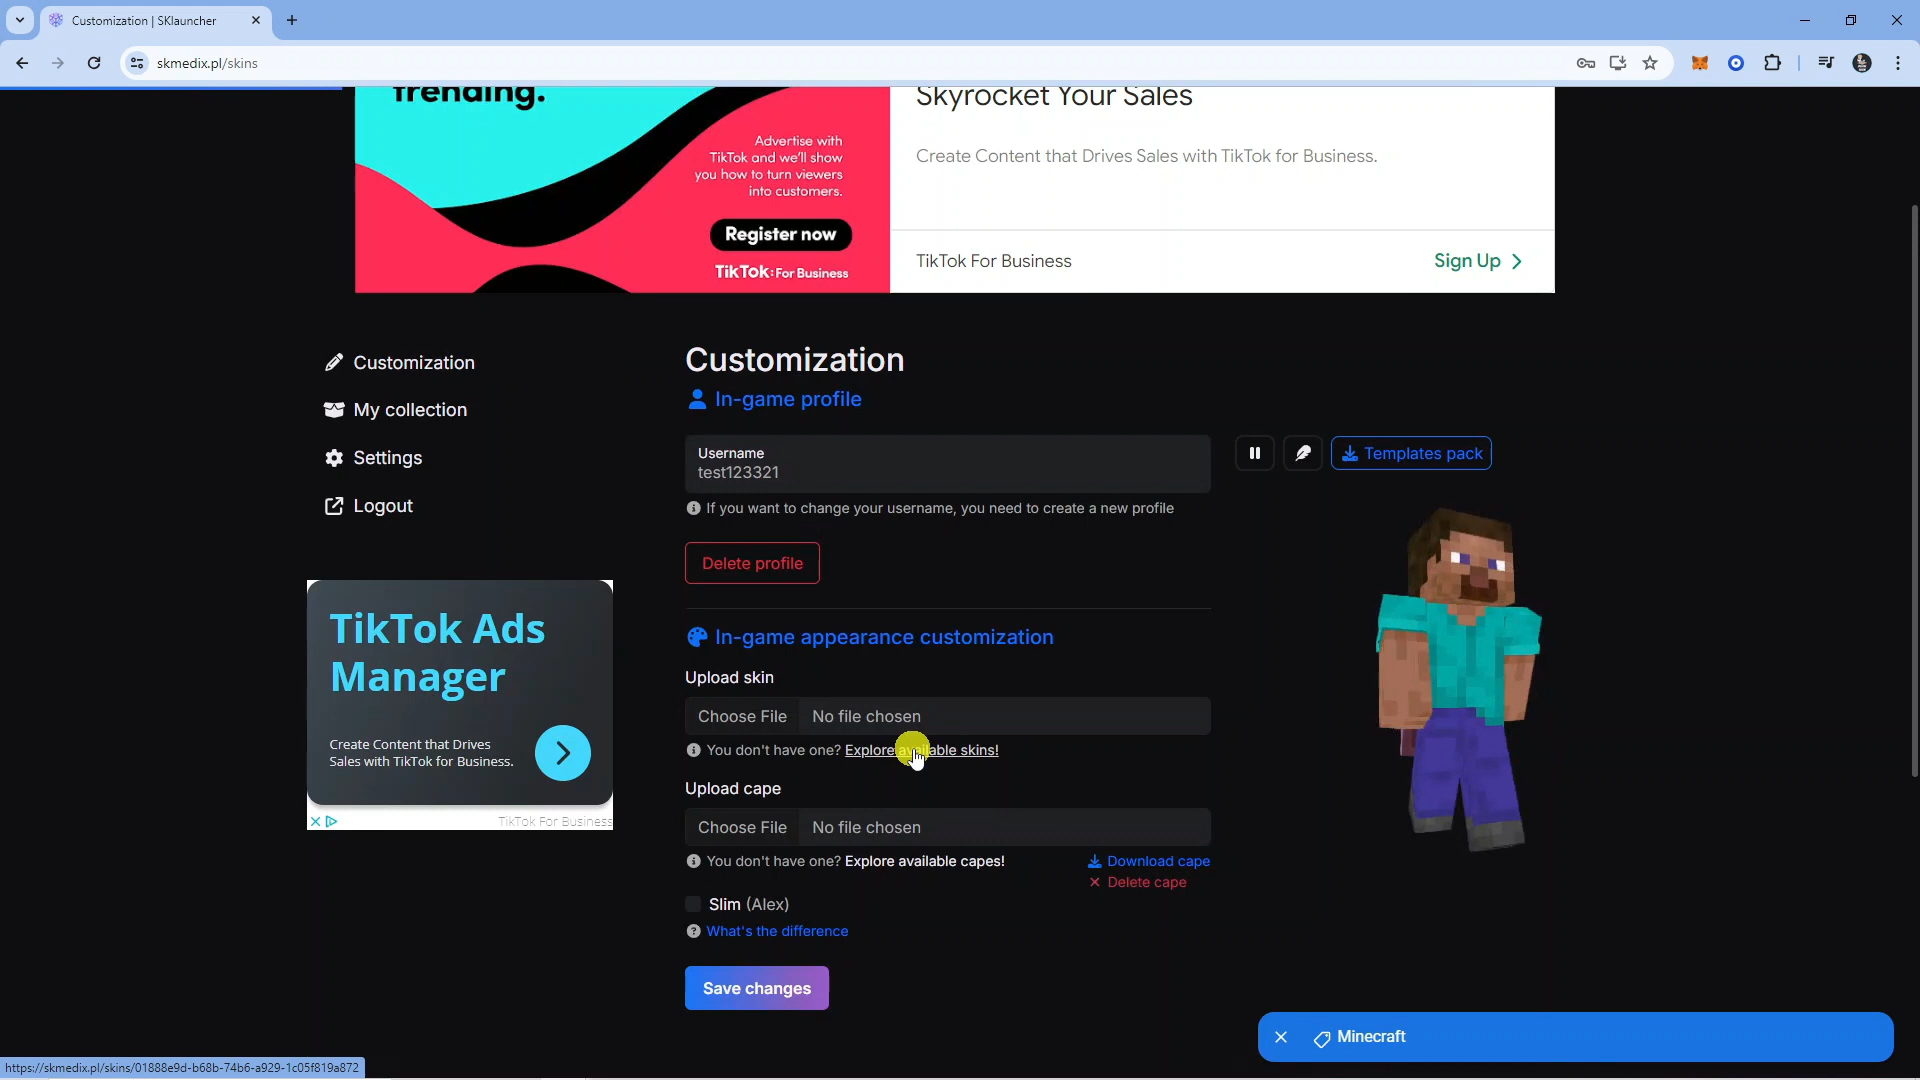 Customization | SKlauncher
skmedix.pl/skins
trending.
Advertise with
TikTok and we'll show
you how to turn viewers
into customers.
Register now
TikTok: For Business
Skyrocket Your Sales
Create Content that Drives Sales with TikTok for Business.
TikTok For Business
Sign Up
Customization
My collection
Settings
Logout
TikTok Ads
Manager
Create Content that Drives
Sales with TikTok for Business.
TikTok For Business
Customization
In-game profile
Username
test123321
If you want to change your username, you need to create a new profile
Delete profile
In-game appearance customization
Upload skin
Choose File No file chosen
You don't have one? Explore available skins!
Upload cape
Choose File No file chosen
You don't have one? Explore available capes!
Download cape
Delete cape
Slim (Alex)
What's the difference
Save changes
Templates pack
Minecraft
https://skmedix.pl/skins/01888e9d-b68b-74b6-a929-1c05f819a872